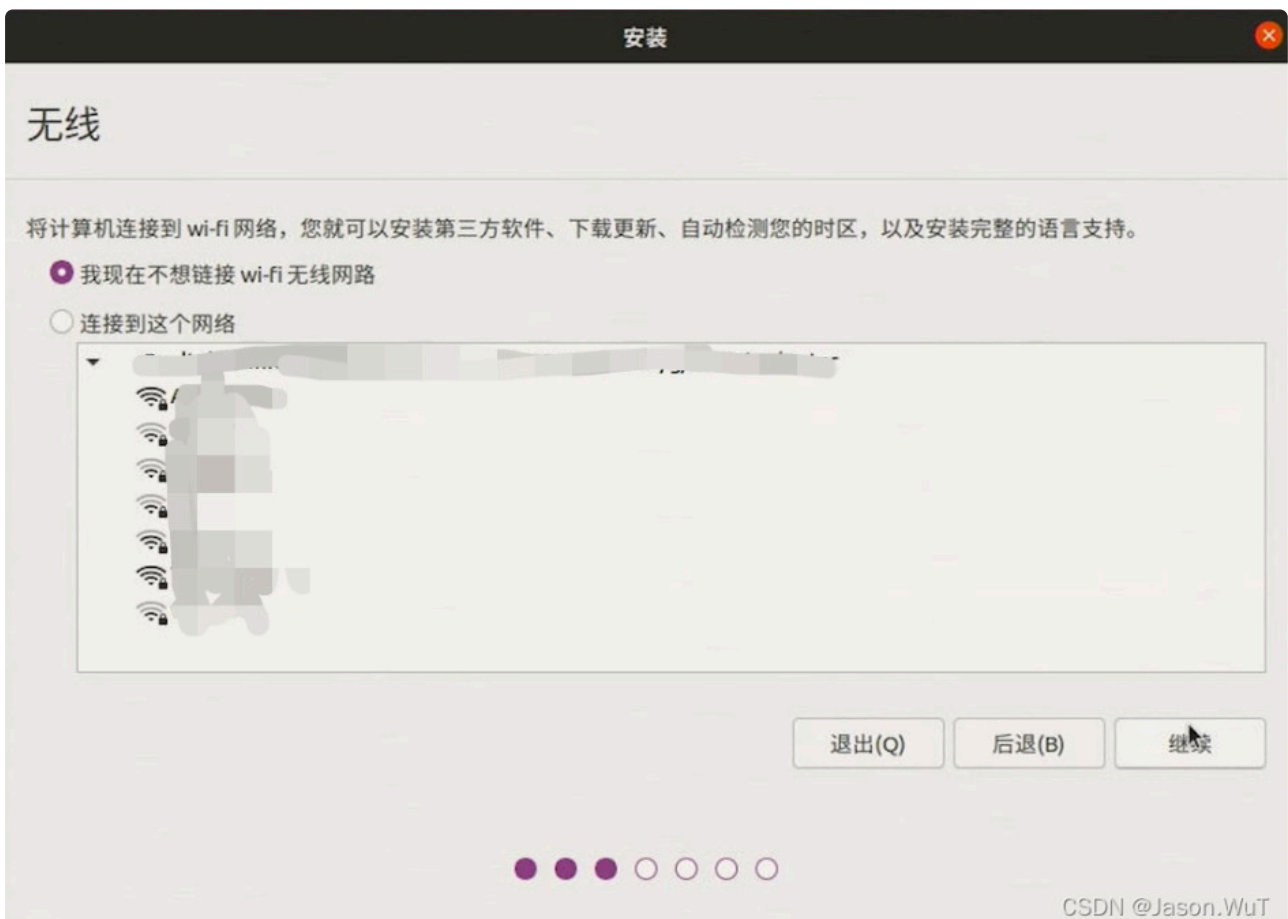 安装
无线
将计算机连接到 wi-fi 网络，您就可以安装第三方软件、下载更新、自动检测您的时区，以及安装完整的语言支持。
我现在不想链接 wi-fi 无线网路
连接到这个网络
退出(Q)
后退(B)
继续
CSDN @Jason.WuT